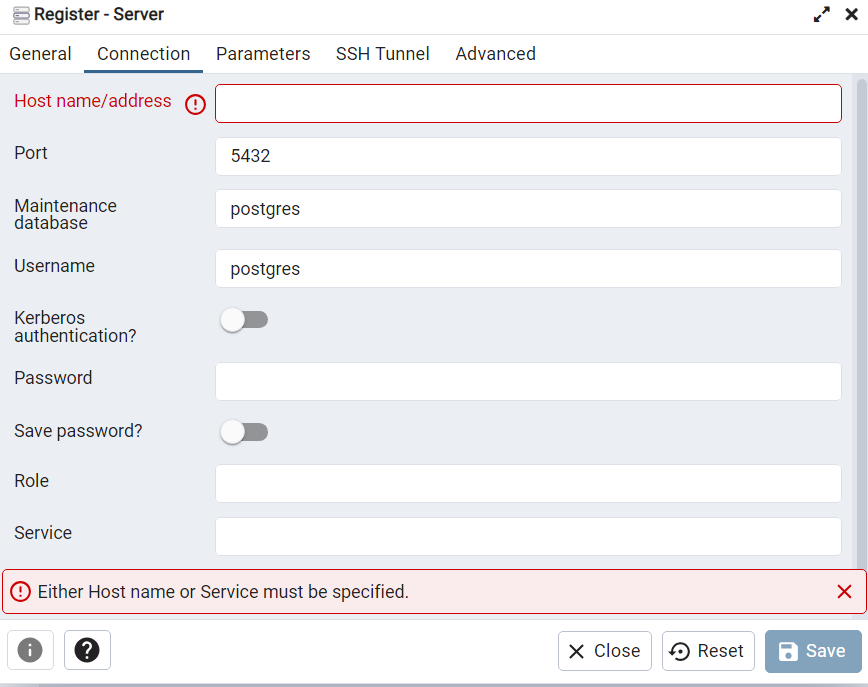 Register - Server
General Connection Parameters SSH Tunnel Advanced
Host name/address
Port 5432
Maintenance
database postgres
Username postgres
Kerberos
authentication?
Password
Save password?
Role
Service
Either Host name or Service must be specified.
Close Reset Save